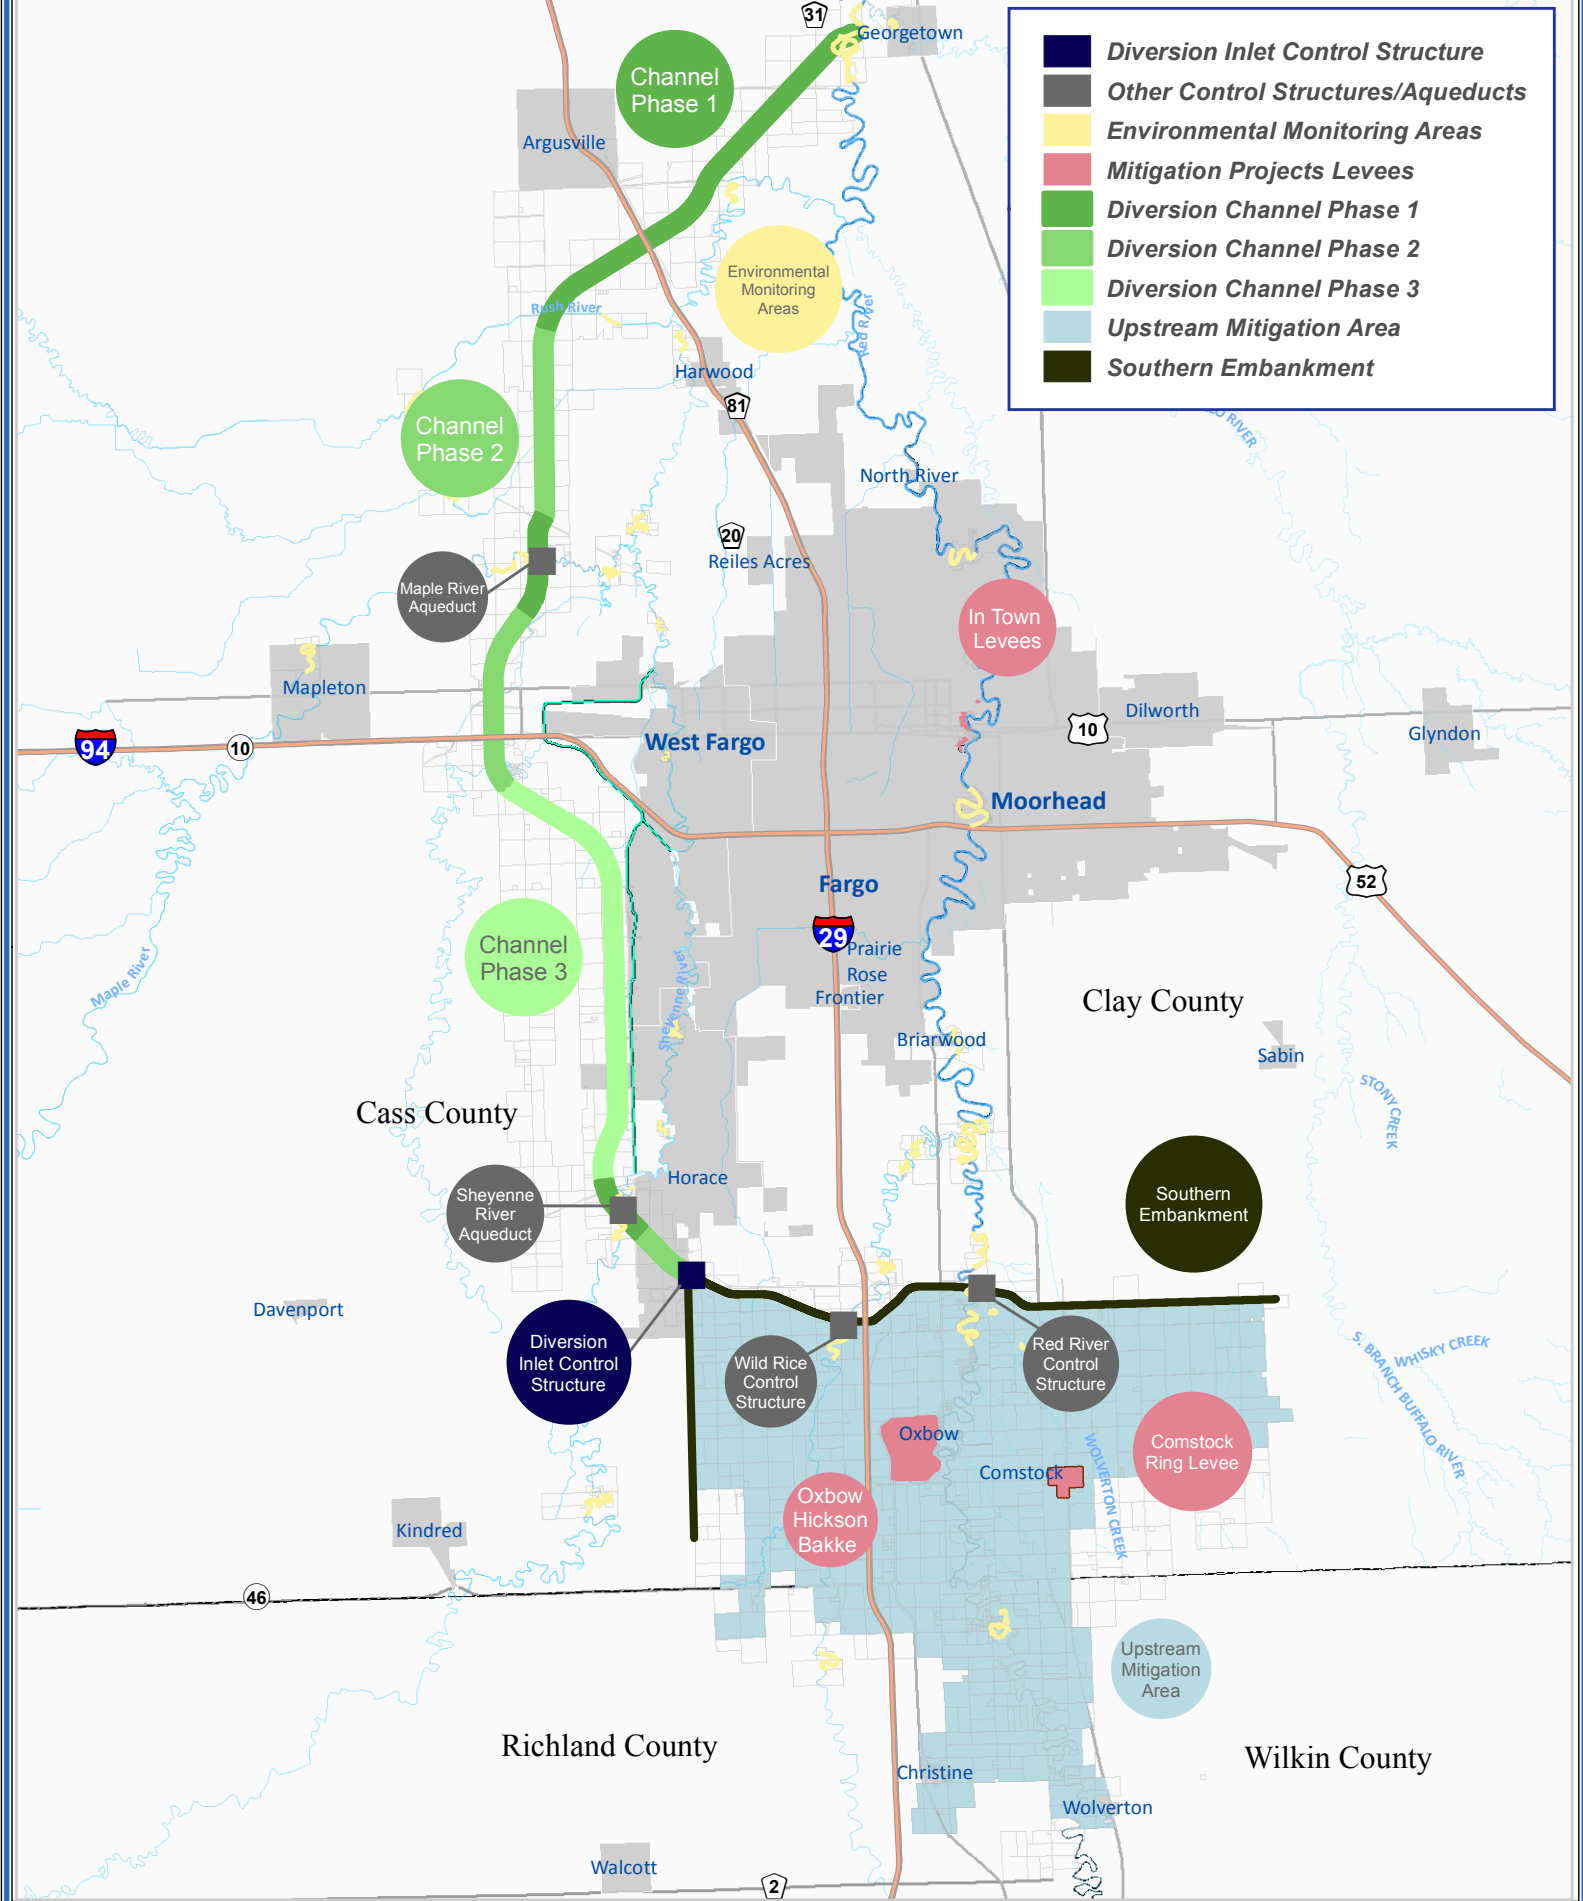 31
Georgetown
Diversion Inlet Control Structure
Other Control Structures/Aqueducts
Environmental Monitoring Areas
Mitigation Projects Levees
Diversion Channel Phase 1
Diversion Channel Phase 2
Diversion Channel Phase 3
Upstream Mitigation Area
Southern Embankment
Channel
Phase 1
Argusville
Environmental
Monitoring
Areas
Rush River
Red River
Harwood
81
Channel
Phase 2
RIVER
North River
20
Reiles Acres
Maple River
Aqueduct
In Town
Levees
Mapleton
Dilworth
10
Glyndon
94
10
West Fargo
Moorhead
Fargo
52
29
Prairie
Rose
Frontier
Channel
Phase 3
Maple River
Sheyenne River
Clay County
Briarwood
Sabin
STONY CREEK
Cass County
Horace
Sheyenne
River
Aqueduct
Southern
Embankment
Davenport
Diversion
Inlet Control
Structure
Wild Rice
Control
Structure
Red River
Control
Structure
WHISKY CREEK
S. BRANCH BUFFALO RIVER
Oxbow
Comstock
WOLVERTON CREEK
Comstock
Ring Levee
Oxbow
Hickson
Bakke
Kindred
46
Upstream
Mitigation
Area
Richland County
Wilkin County
Christine
Wolverton
Walcott
2